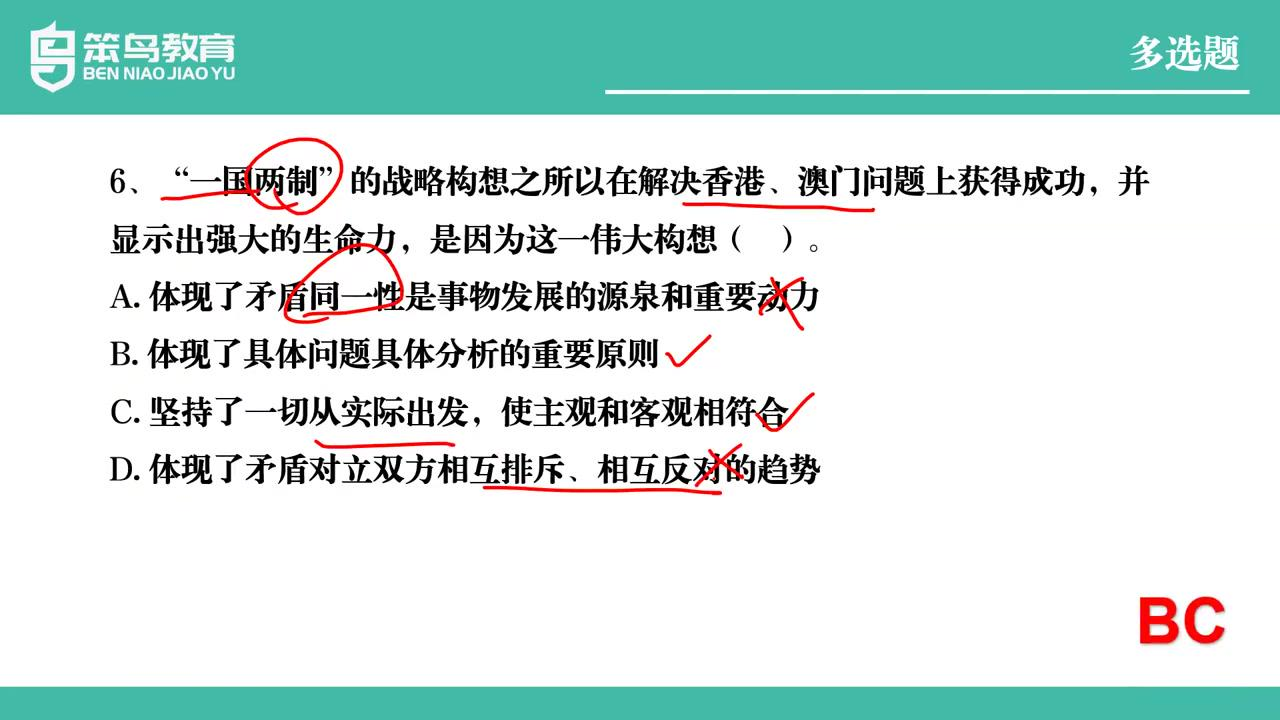 笨鸟教育
BEN NIAO JIAO YU
多选题
6、“一国两制”的战略构想之所以在解决香港、澳门问题上获得成功，并
显示出强大的生命力，是因为这一伟大构想（　）。
A. 体现了矛盾同一性是事物发展的源泉和重要动力
B. 体现了具体问题具体分析的重要原则
C. 坚持了一切从实际出发，使主观和客观相符合
D. 体现了矛盾对立双方相互排斥、相互反对的趋势
BC